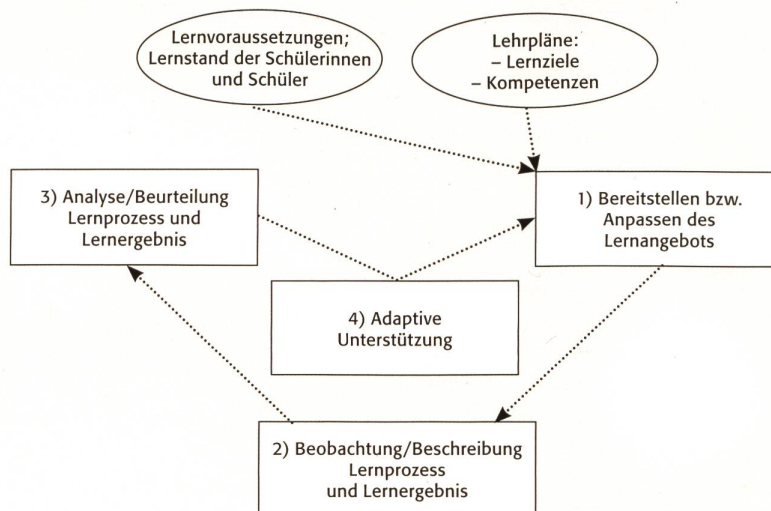 Lernvoraussetzungen;
Lernstand der Schülerinnen
und Schüler
Lehrpläne:
– Lernziele
– Kompetenzen
3) Analyse/Beurteilung
Lernprozess und
Lernergebnis
1) Bereitstellen bzw.
Anpassen des
Lernangebots
4) Adaptive
Unterstützung
2) Beobachtung/Beschreibung
Lernprozess
und Lernergebnis